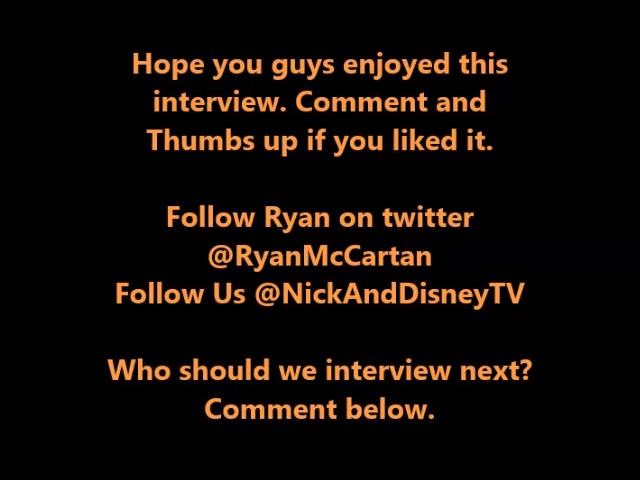 Hope you guys enjoyed this
interview. Comment and
Thumbs up if you liked it.
Follow Ryan on twitter
@RyanMcCartan
Follow Us @NickAndDisneyTV
Who should we interview next?
Comment below.